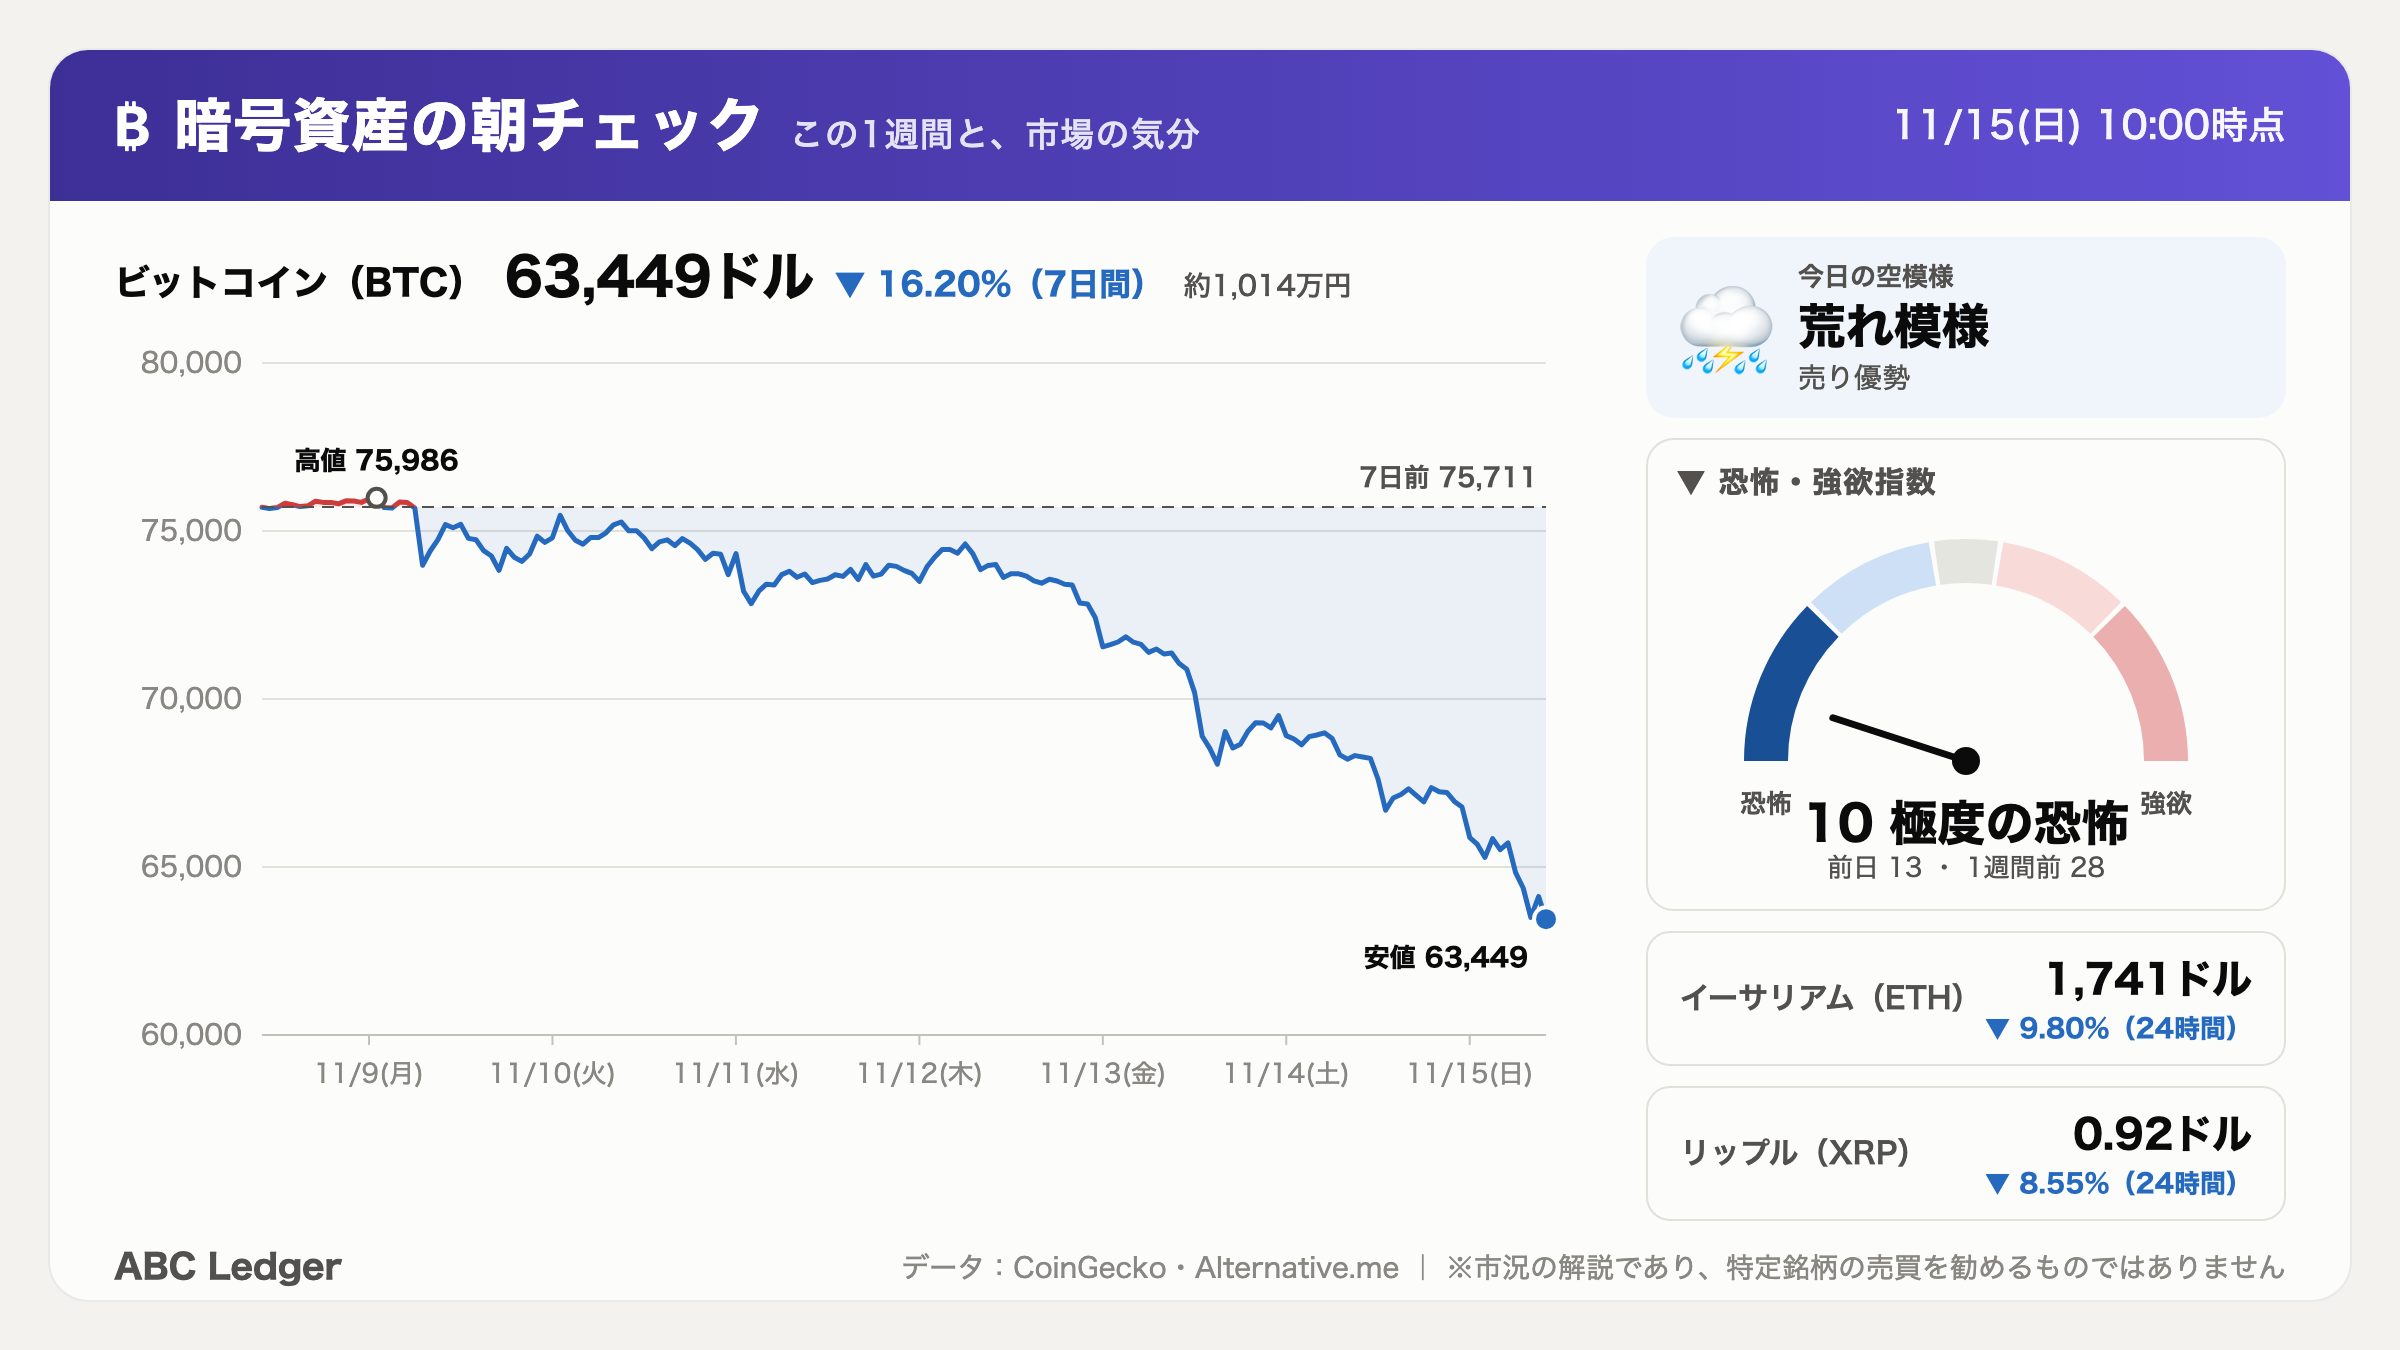 ₿ 暗号資産の朝チェック この1週間と、市場の気分
11/15(日) 10:00時点
ビットコイン（BTC） 63,449ドル ▼ 16.20%（7日間） 約1,014万円
80,000
75,000
70,000
65,000
60,000
高値 75,986
7日前 75,711
安値 63,449
11/9(月) 11/10(火) 11/11(水) 11/12(木) 11/13(金) 11/14(土) 11/15(日)
今日の空模様
荒れ模様
売り優勢
▼ 恐怖・強欲指数
恐怖 強欲
10 極度の恐怖
前日 13 ・ 1週間前 28
イーサリアム（ETH） 1,741ドル
▼ 9.80%（24時間）
リップル（XRP） 0.92ドル
▼ 8.55%（24時間）
ABC Ledger
データ：CoinGecko・Alternative.me ｜ ※市況の解説であり、特定銘柄の売買を勧めるものではありません